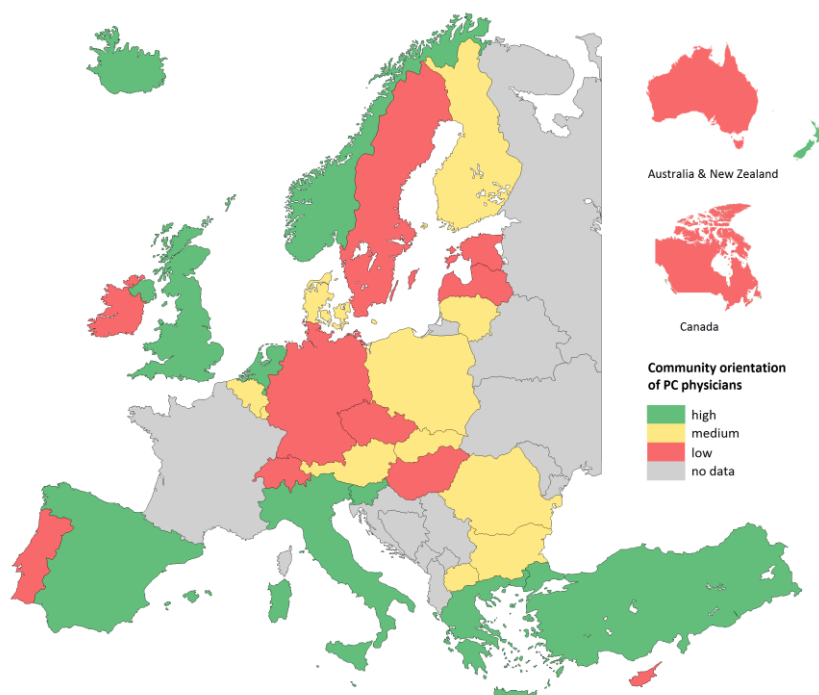 Australia & New Zealand
Canada
Community orientation
of PC physicians
high
medium
low
no data